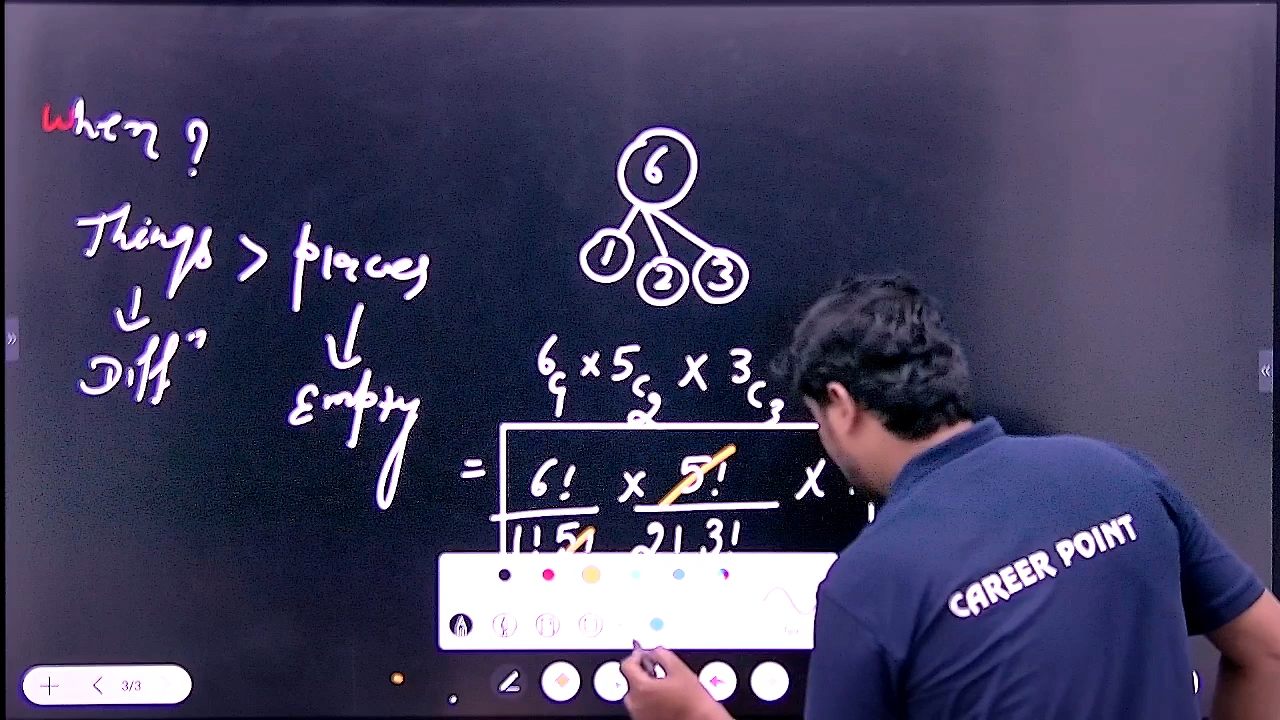 When ?
Things > places
↓ ↓
Diff^n
Empty
6
1 2 3
6C1 × 5C2 × 3C3
= 6! × 5! ×
1! 5! 2! 3!
CAREER POINT
3/3